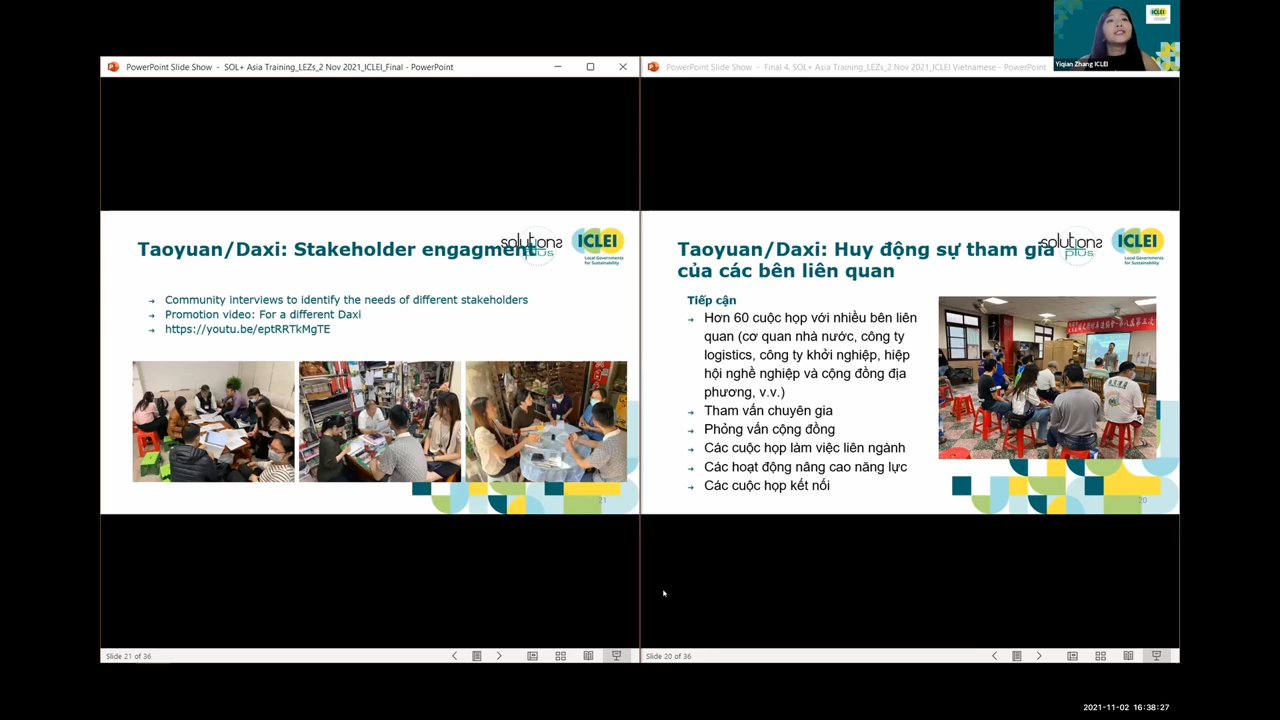 PowerPoint Slide Show - SOL+ Asia Training_LEZs_2 Nov 2021_ICLEI_Final - PowerPoint
PowerPoint Slide Show - Final 4. SOL+ Asia Training_LEZs_2 Nov 2021_ICLEI Vietnamese - PowerPoint
ICLEI
Yiqian Zhang ICLEI
Taoyuan/Daxi: Stakeholder engagment
solutions
plus
ICLEI
Local Governments
for Sustainability
→ Community interviews to identify the needs of different stakeholders
→ Promotion video: For a different Daxi
→ https://youtu.be/eptRRTkMgTE
21
Slide 21 of 36
Taoyuan/Daxi: Huy động sự tham gia
của các bên liên quan
solutions
plus
ICLEI
Local Governments
for Sustainability
Tiếp cận
→ Hơn 60 cuộc họp với nhiều bên liên
quan (cơ quan nhà nước, công ty
logistics, công ty khởi nghiệp, hiệp
hội nghề nghiệp và cộng đồng địa
phương, v.v.)
→ Tham vấn chuyên gia
→ Phỏng vấn cộng đồng
→ Các cuộc họp làm việc liên ngành
→ Các hoạt động nâng cao năng lực
→ Các cuộc họp kết nối
20
Slide 20 of 36
2021-11-02 16:38:27